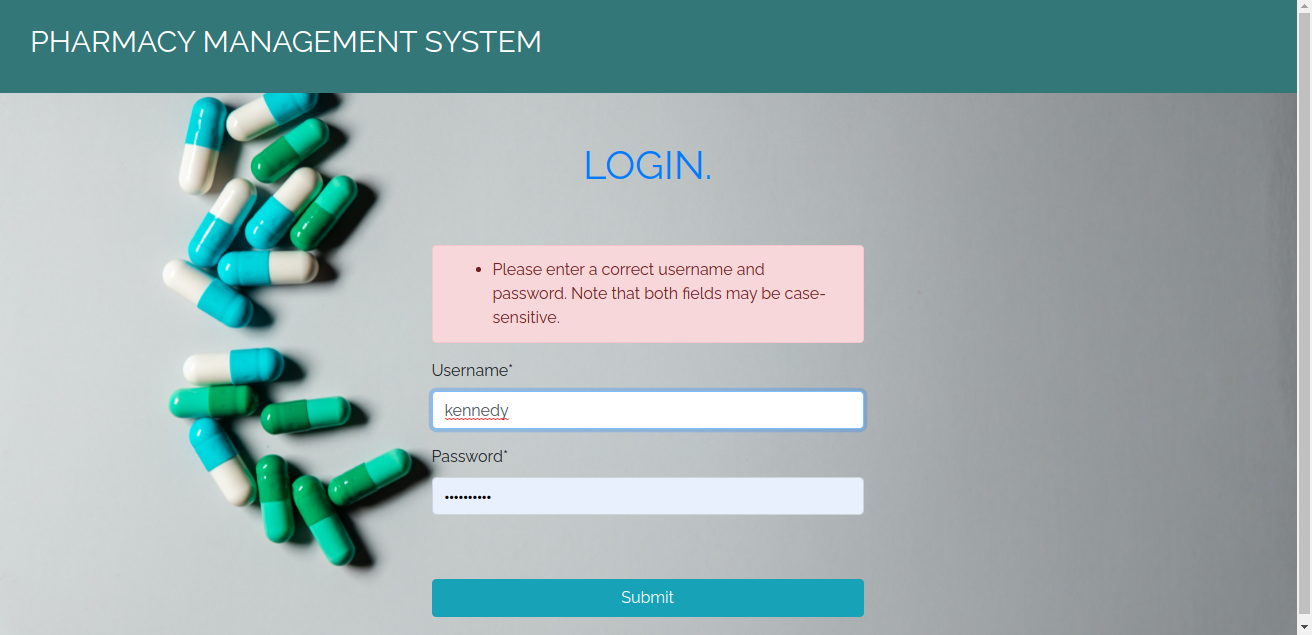 PHARMACY MANAGEMENT SYSTEM
LOGIN.
• Please enter a correct username and
password. Note that both fields may be case-
sensitive.
Username*
kennedy
Password*
••••••••••
Submit